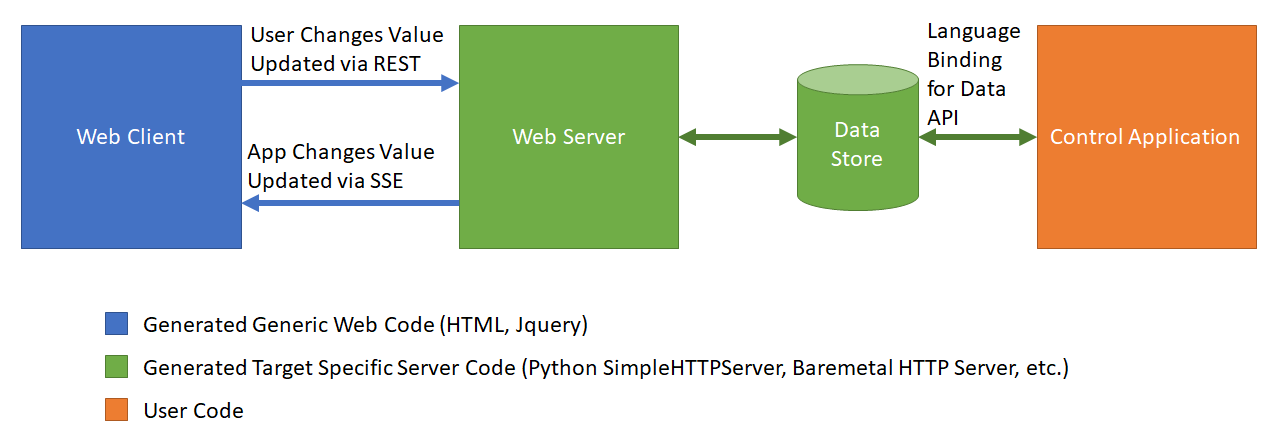 User Changes Value
Updated via REST
Web Client
App Changes Value
Updated via SSE
Web Server
Data
Store
Language
Binding
for Data
API
Control Application
Generated Generic Web Code (HTML, Jquery)
Generated Target Specific Server Code (Python SimpleHTTPServer, Baremetal HTTP Server, etc.)
User Code